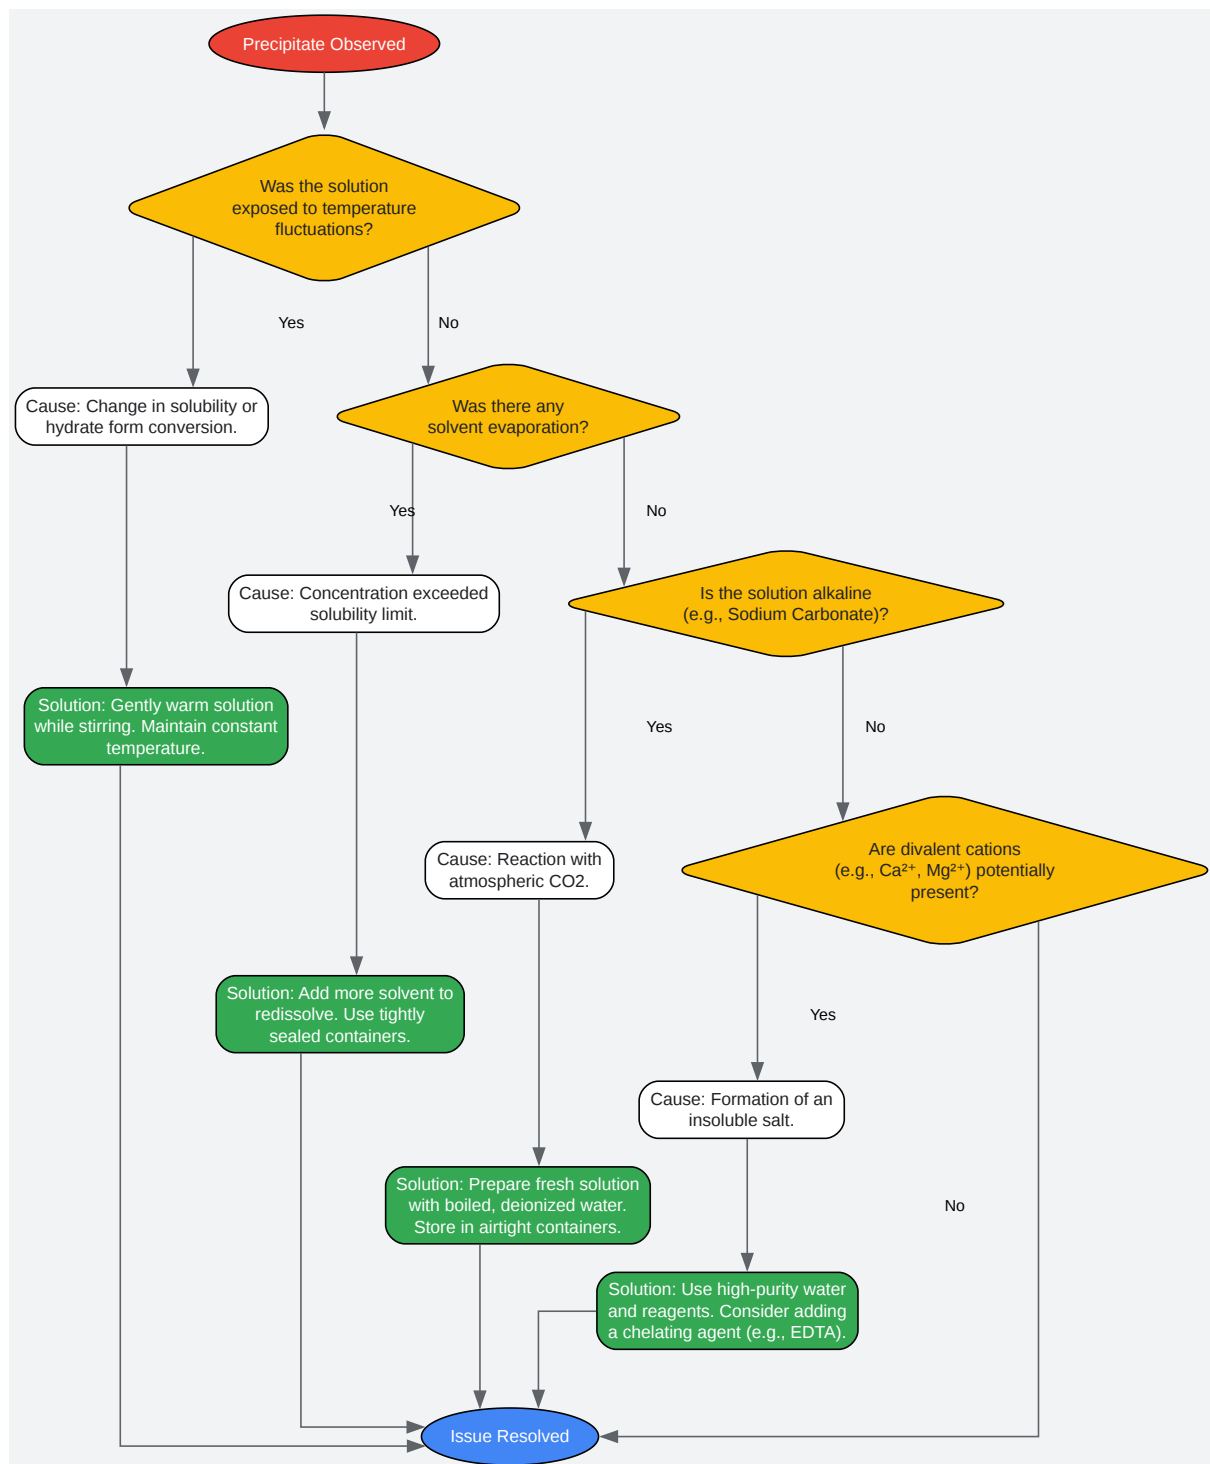 Precipitate Observed
Was the solution
exposed to temperature
fluctuations?
Yes
No
Cause: Change in solubility or
hydrate form conversion.
Was there any
solvent evaporation?
Yes
No
Cause: Concentration exceeded
solubility limit.
Is the solution alkaline
(e.g., Sodium Carbonate)?
Solution: Gently warm solution
while stirring. Maintain constant
temperature.
Yes
No
Cause: Reaction with
atmospheric CO2.
Are divalent cations
(e.g., Ca²⁺, Mg²⁺) potentially
present?
Solution: Add more solvent to
redissolve. Use tightly
sealed containers.
Yes
Cause: Formation of an
insoluble salt.
Solution: Prepare fresh solution
with boiled, deionized water.
Store in airtight containers.
No
Solution: Use high-purity water
and reagents. Consider adding
a chelating agent (e.g., EDTA).
Issue Resolved